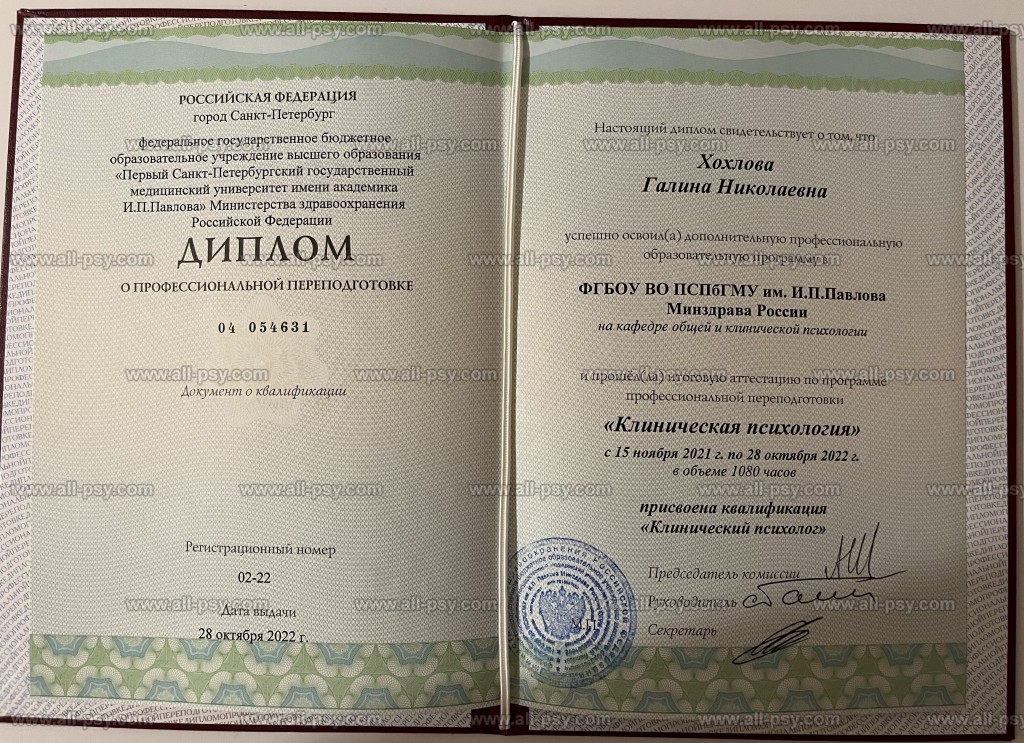 РОССИЙСКАЯ ФЕДЕРАЦИЯ
город Санкт-Петербург
федеральное государственное бюджетное
образовательное учреждение высшего образования
«Первый Санкт-Петербургский государственный
медицинский университет имени академика
И.П.Павлова» Министерства здравоохранения
Российской Федерации
ДИПЛОМ
О ПРОФЕССИОНАЛЬНОЙ ПЕРЕПОДГОТОВКЕ
04 054631
Документ о квалификации
Регистрационный номер
02-22
Дата выдачи
28 октября 2022 г.
Настоящий диплом свидетельствует о том, что
Хохлова
Галина Николаевна
успешно освоил(а) дополнительную профессиональную
образовательную программу в
ФГБОУ ВО ПСПбГМУ им. И.П.Павлова
Минздрава России
на кафедре общей и клинической психологии
и прошёл(ла) итоговую аттестацию по программе
профессиональной переподготовки
«Клиническая психология»
с 15 ноября 2021 г. по 28 октября 2022 г.
в объеме 1080 часов
присвоена квалификация
«Клинический психолог»
Председатель комиссии
Руководитель
М.П.
Секретарь
www.all-psy.com